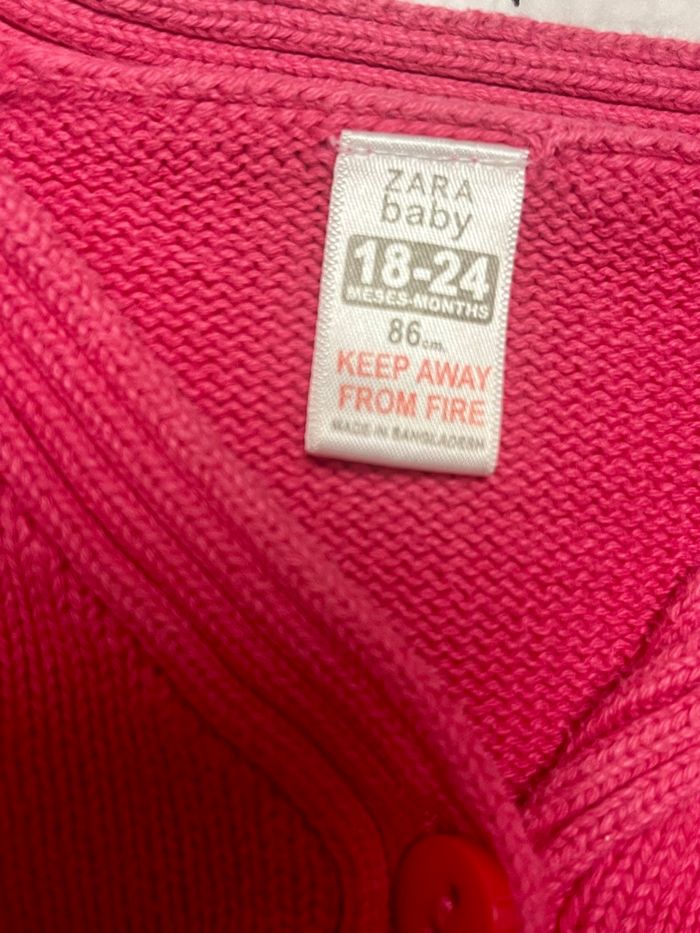 ZARA
baby
18-24
MESES-MONTHS
86cm.
KEEP AWAY
FROM FIRE
MADE IN BANGLADESH